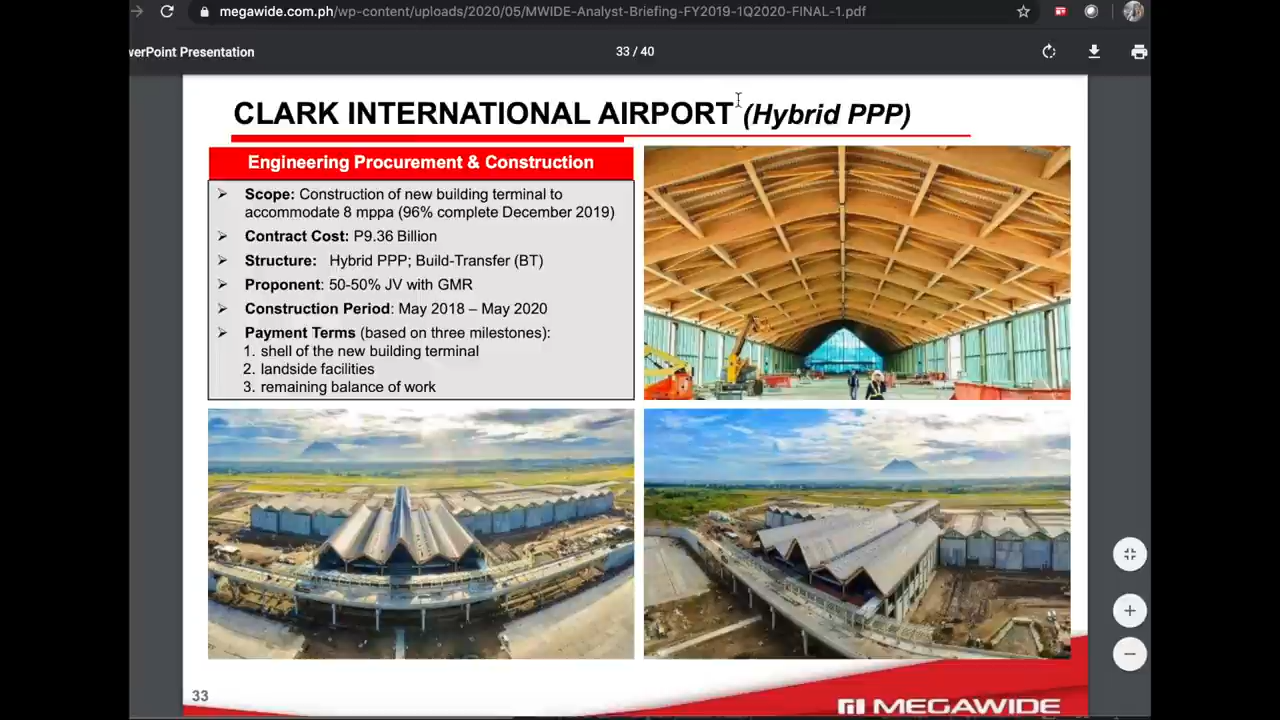 megawide.com.ph/wp-content/uploads/2020/05/MWIDE-Analyst-Briefing-FY2019-1Q2020-FINAL-1.pdf
werPoint Presentation
33 / 40
CLARK INTERNATIONAL AIRPORT (Hybrid PPP)
Engineering Procurement & Construction
➢ Scope: Construction of new building terminal to
accommodate 8 mppa (96% complete December 2019)
➢ Contract Cost: P9.36 Billion
➢ Structure: Hybrid PPP; Build-Transfer (BT)
➢ Proponent: 50-50% JV with GMR
➢ Construction Period: May 2018 – May 2020
➢ Payment Terms (based on three milestones):
1. shell of the new building terminal
2. landside facilities
3. remaining balance of work
33
MEGAWIDE